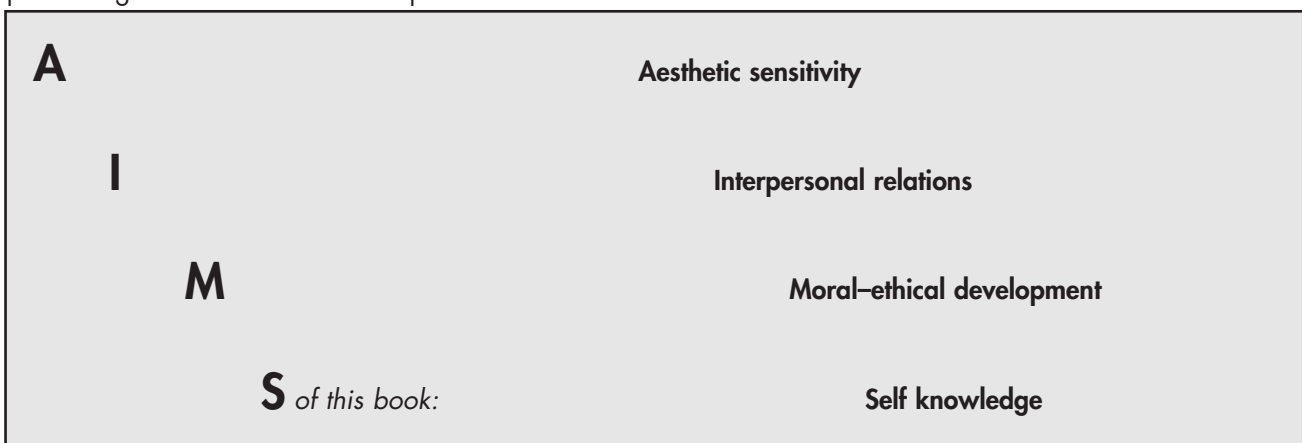 A Aesthetic sensitivity
I Interpersonal relations
M Moral–ethical development
S of this book: Self knowledge